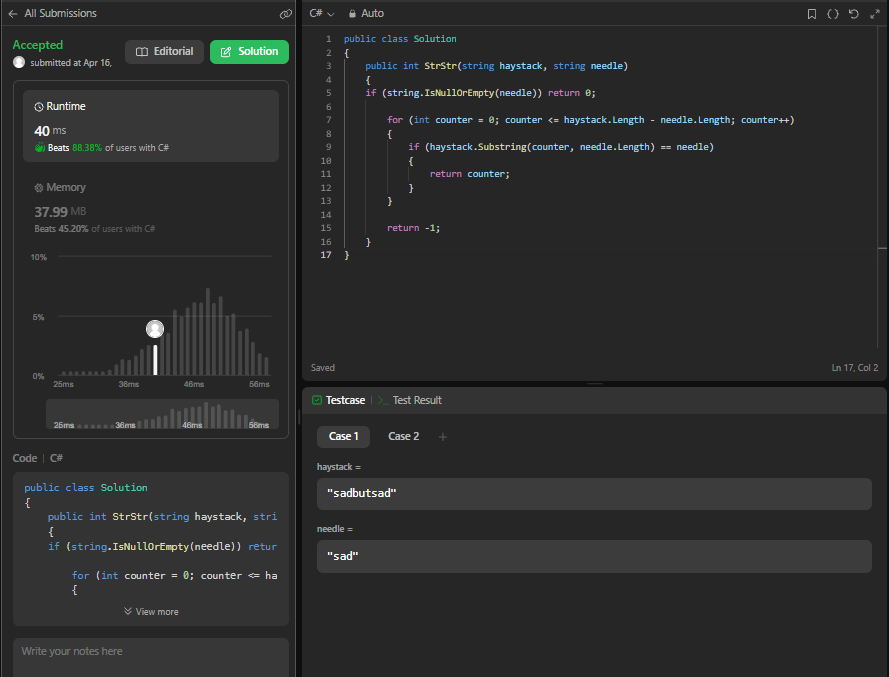 All Submissions
Accepted
submitted at Apr 16,
Editorial
Solution
Runtime
40 ms
Beats 88.38% of users with C#
Memory
37.99 MB
Beats 45.20% of users with C#
10%
5%
0%
25ms 36ms 46ms 56ms
25ms 36ms 46ms 56ms
Code | C#
public class Solution
{
public int StrStr(string haystack, stri
{
if (string.IsNullOrEmpty(needle)) retur
for (int counter = 0; counter <= ha
{
View more
Write your notes here
C# Auto
1 public class Solution
2 {
3 public int StrStr(string haystack, string needle)
4 {
5 if (string.IsNullOrEmpty(needle)) return 0;
6
7 for (int counter = 0; counter <= haystack.Length - needle.Length; counter++)
8 {
9 if (haystack.Substring(counter, needle.Length) == needle)
10 {
11 return counter;
12 }
13 }
14
15 return -1;
16 }
17 }
Saved
Ln 17, Col 2
Testcase | >_ Test Result
Case 1 Case 2 +
haystack =
"sadbutsad"
needle =
"sad"